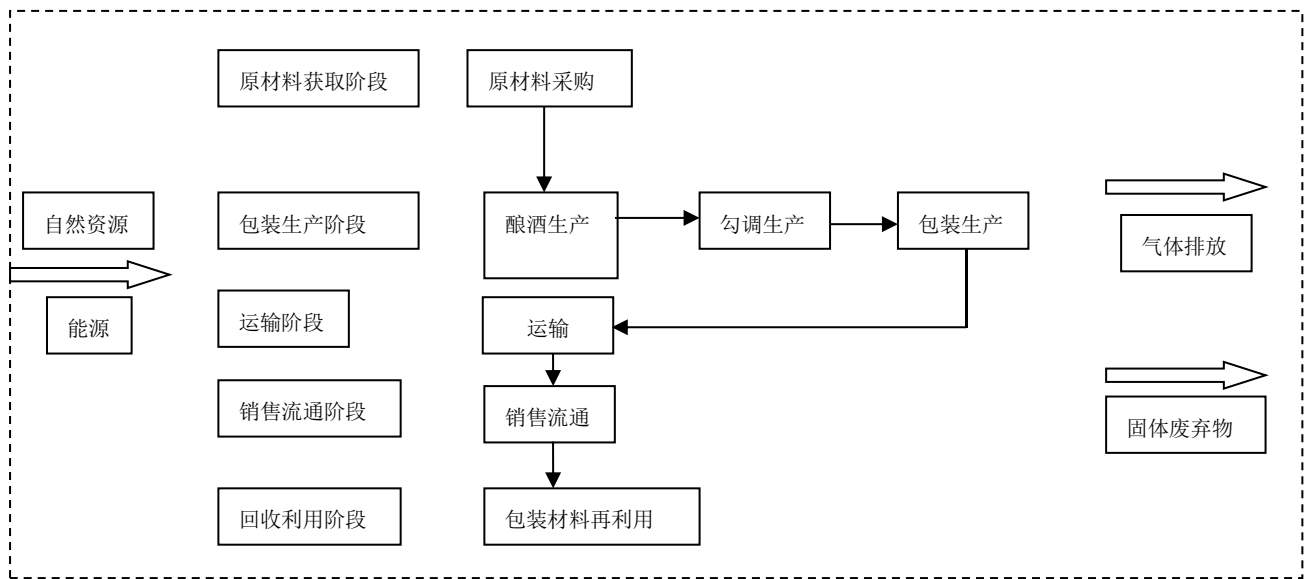 原材料获取阶段
原材料采购
自然资源
包装生产阶段
酿酒生产
勾调生产
包装生产
气体排放
能源
运输阶段
运输
销售流通阶段
销售流通
固体废弃物
回收利用阶段
包装材料再利用